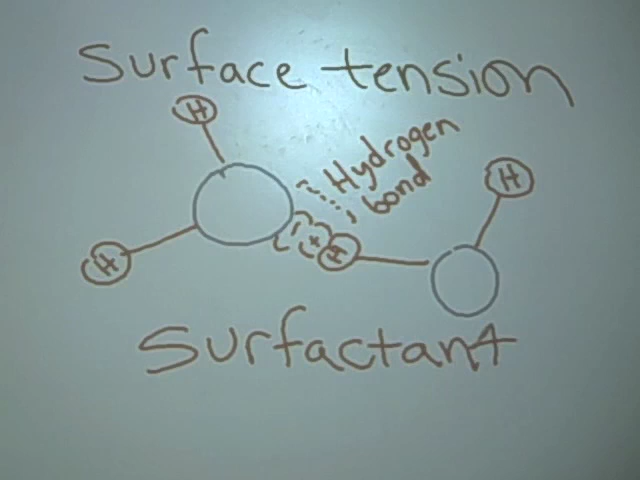 Surface tension
H
Hydrogen
bond
H
H
- +
H
Surfactant